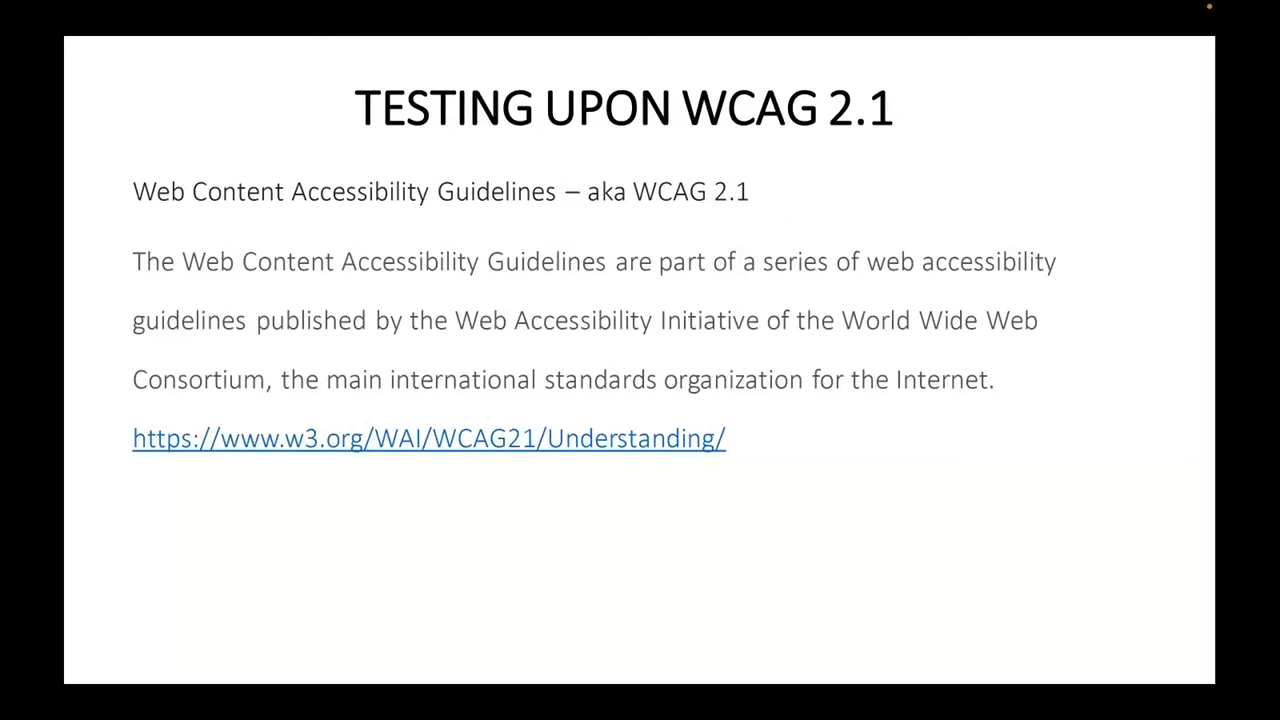 TESTING UPON WCAG 2.1
Web Content Accessibility Guidelines – aka WCAG 2.1
The Web Content Accessibility Guidelines are part of a series of web accessibility
guidelines published by the Web Accessibility Initiative of the World Wide Web
Consortium, the main international standards organization for the Internet.
https://www.w3.org/WAI/WCAG21/Understanding/